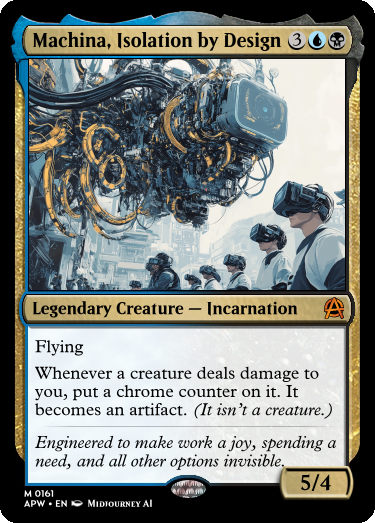 Machina, Isolation by Design 3
Legendary Creature — Incarnation
Flying
Whenever a creature deals damage to
you, put a chrome counter on it. It
becomes an artifact. (It isn't a creature.)
Engineered to make work a joy, spending a
need, and all other options invisible.
5/4
M 0161
APW • EN Midjourney AI